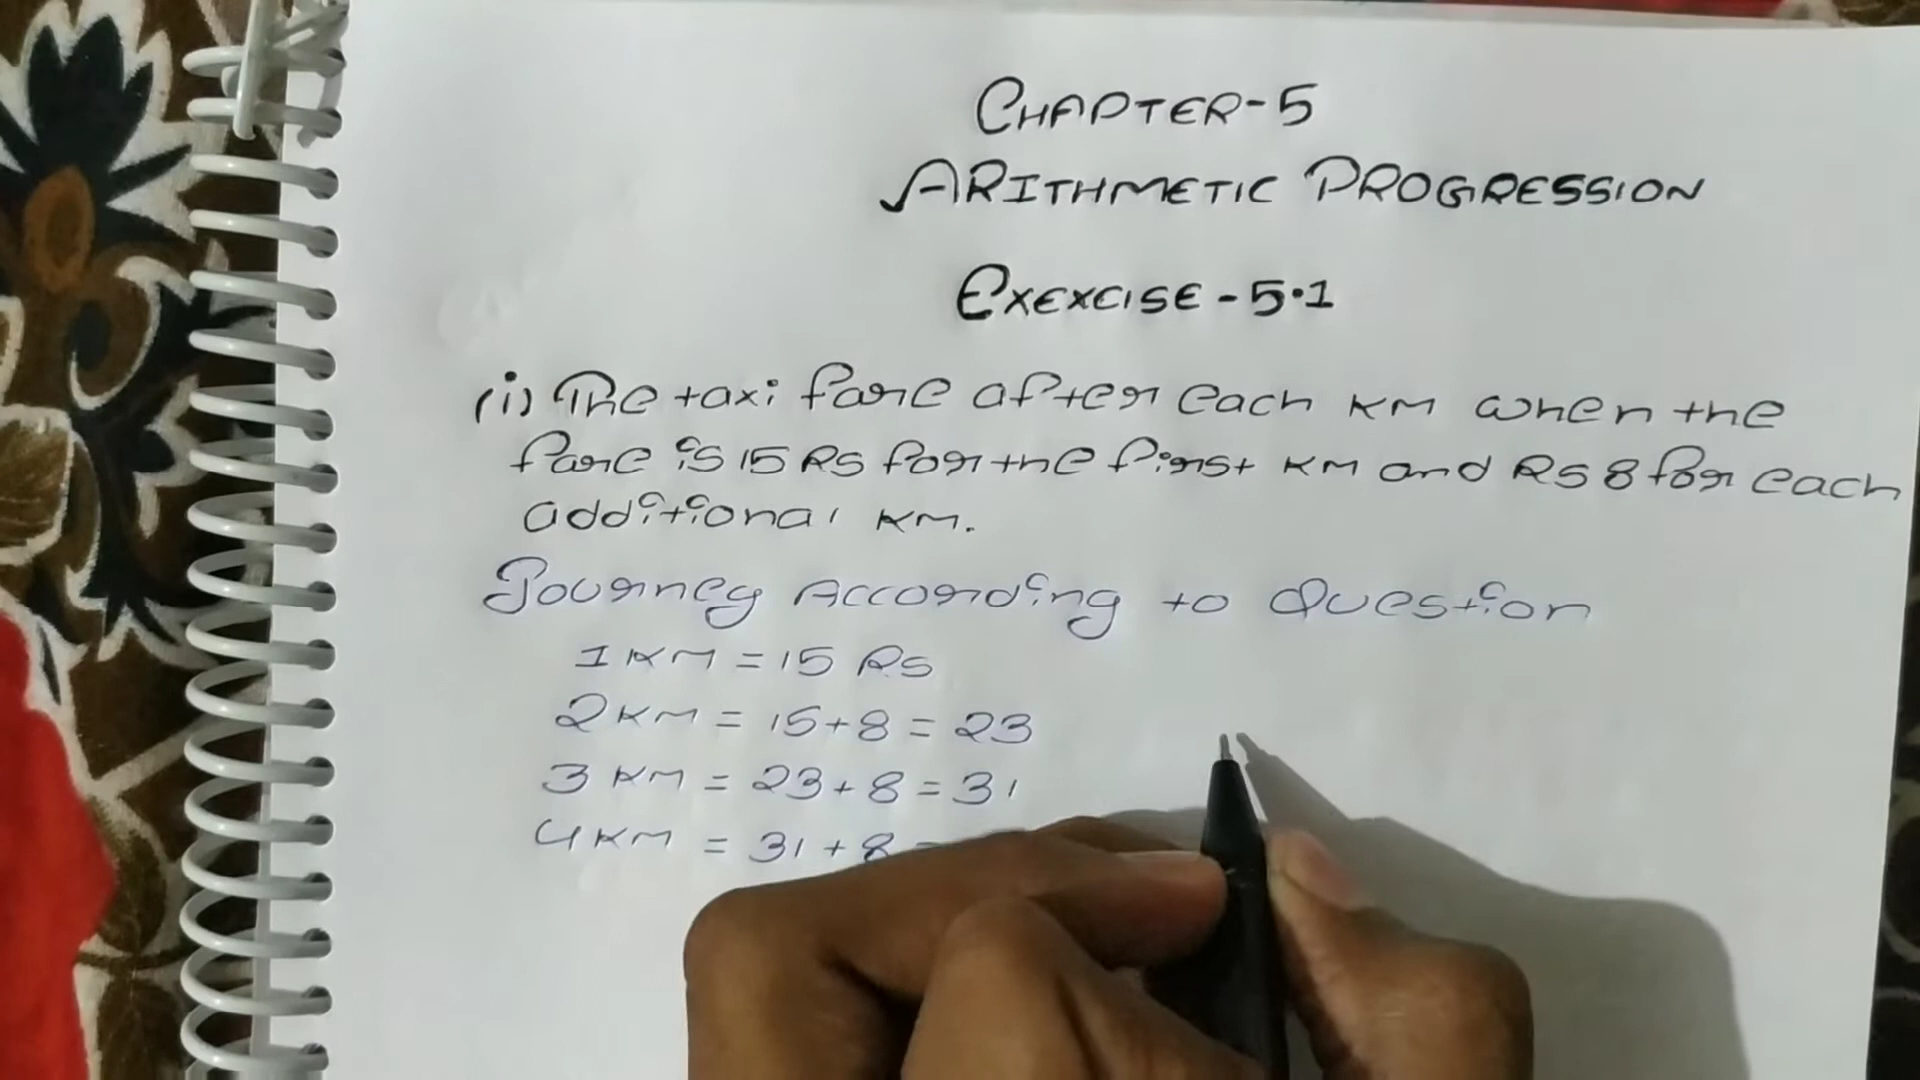 CHAPTER-5
ARITHMETIC PROGRESSION
EXEXCISE-5.1
(i) The taxi fare after each KM when the
fare is 15 RS for the first KM and RS 8 for each
additional KM.
Journey According to Question
1 KM = 15 RS
2 KM = 15+8 = 23
3 KM = 23+8 = 31
4 KM = 31+8 =